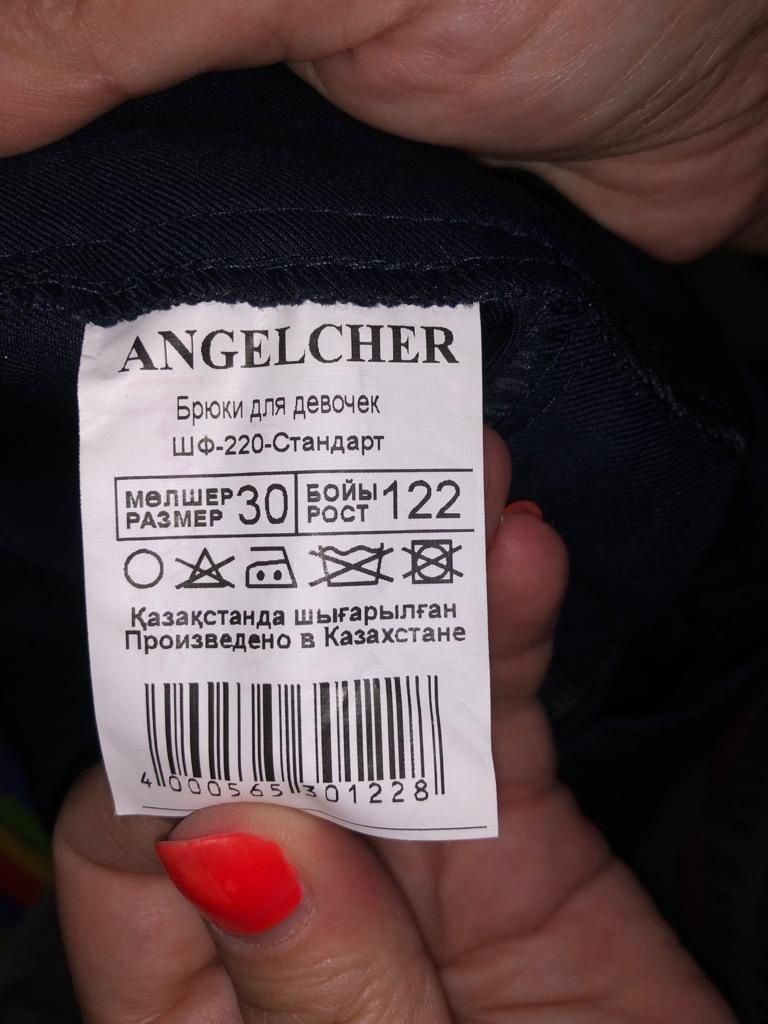 ANGELCHER
Брюки для девочек
ШФ-220-Стандарт
МӨЛШЕР РАЗМЕР 30 БОЙЫ РОСТ 122
Қазақстанда шығарылған
Произведено в Казахстане
4 000565 301228